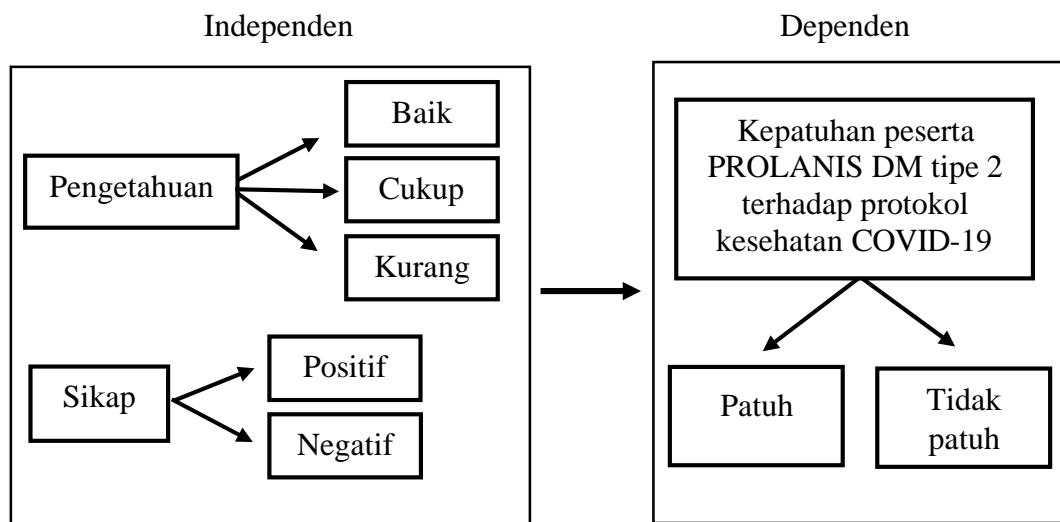 Independen
Dependen
Pengetahuan
Baik
Cukup
Kurang
Sikap
Positif
Negatif
Kepatuhan peserta
PROLANIS DM tipe 2
terhadap protokol
kesehatan COVID-19
Patuh
Tidak
patuh